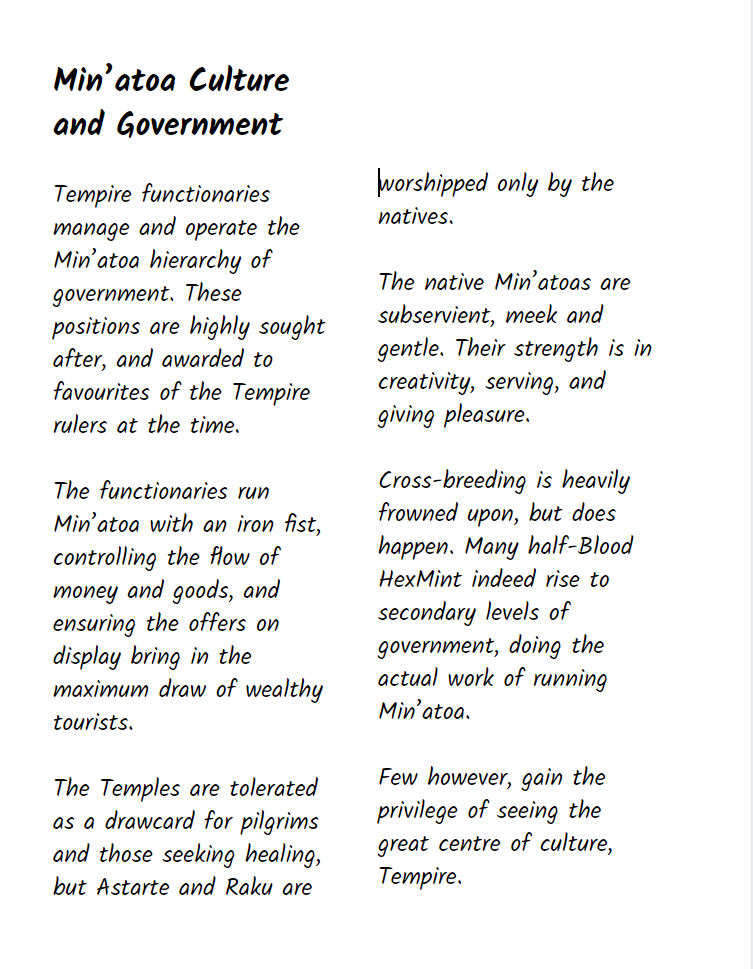 Min’atoa Culture
and Government
Tempire functionaries
manage and operate the
Min’atoa hierarchy of
government. These
positions are highly sought
after, and awarded to
favourites of the Tempire
rulers at the time.
The functionaries run
Min’atoa with an iron fist,
controlling the flow of
money and goods, and
ensuring the offers on
display bring in the
maximum draw of wealthy
tourists.
The Temples are tolerated
as a drawcard for pilgrims
and those seeking healing,
but Astarte and Raku are
worshipped only by the
natives.
The native Min’atoas are
subservient, meek and
gentle. Their strength is in
creativity, serving, and
giving pleasure.
Cross-breeding is heavily
frowned upon, but does
happen. Many half-Blood
HexMint indeed rise to
secondary levels of
government, doing the
actual work of running
Min’atoa.
Few however, gain the
privilege of seeing the
great centre of culture,
Tempire.